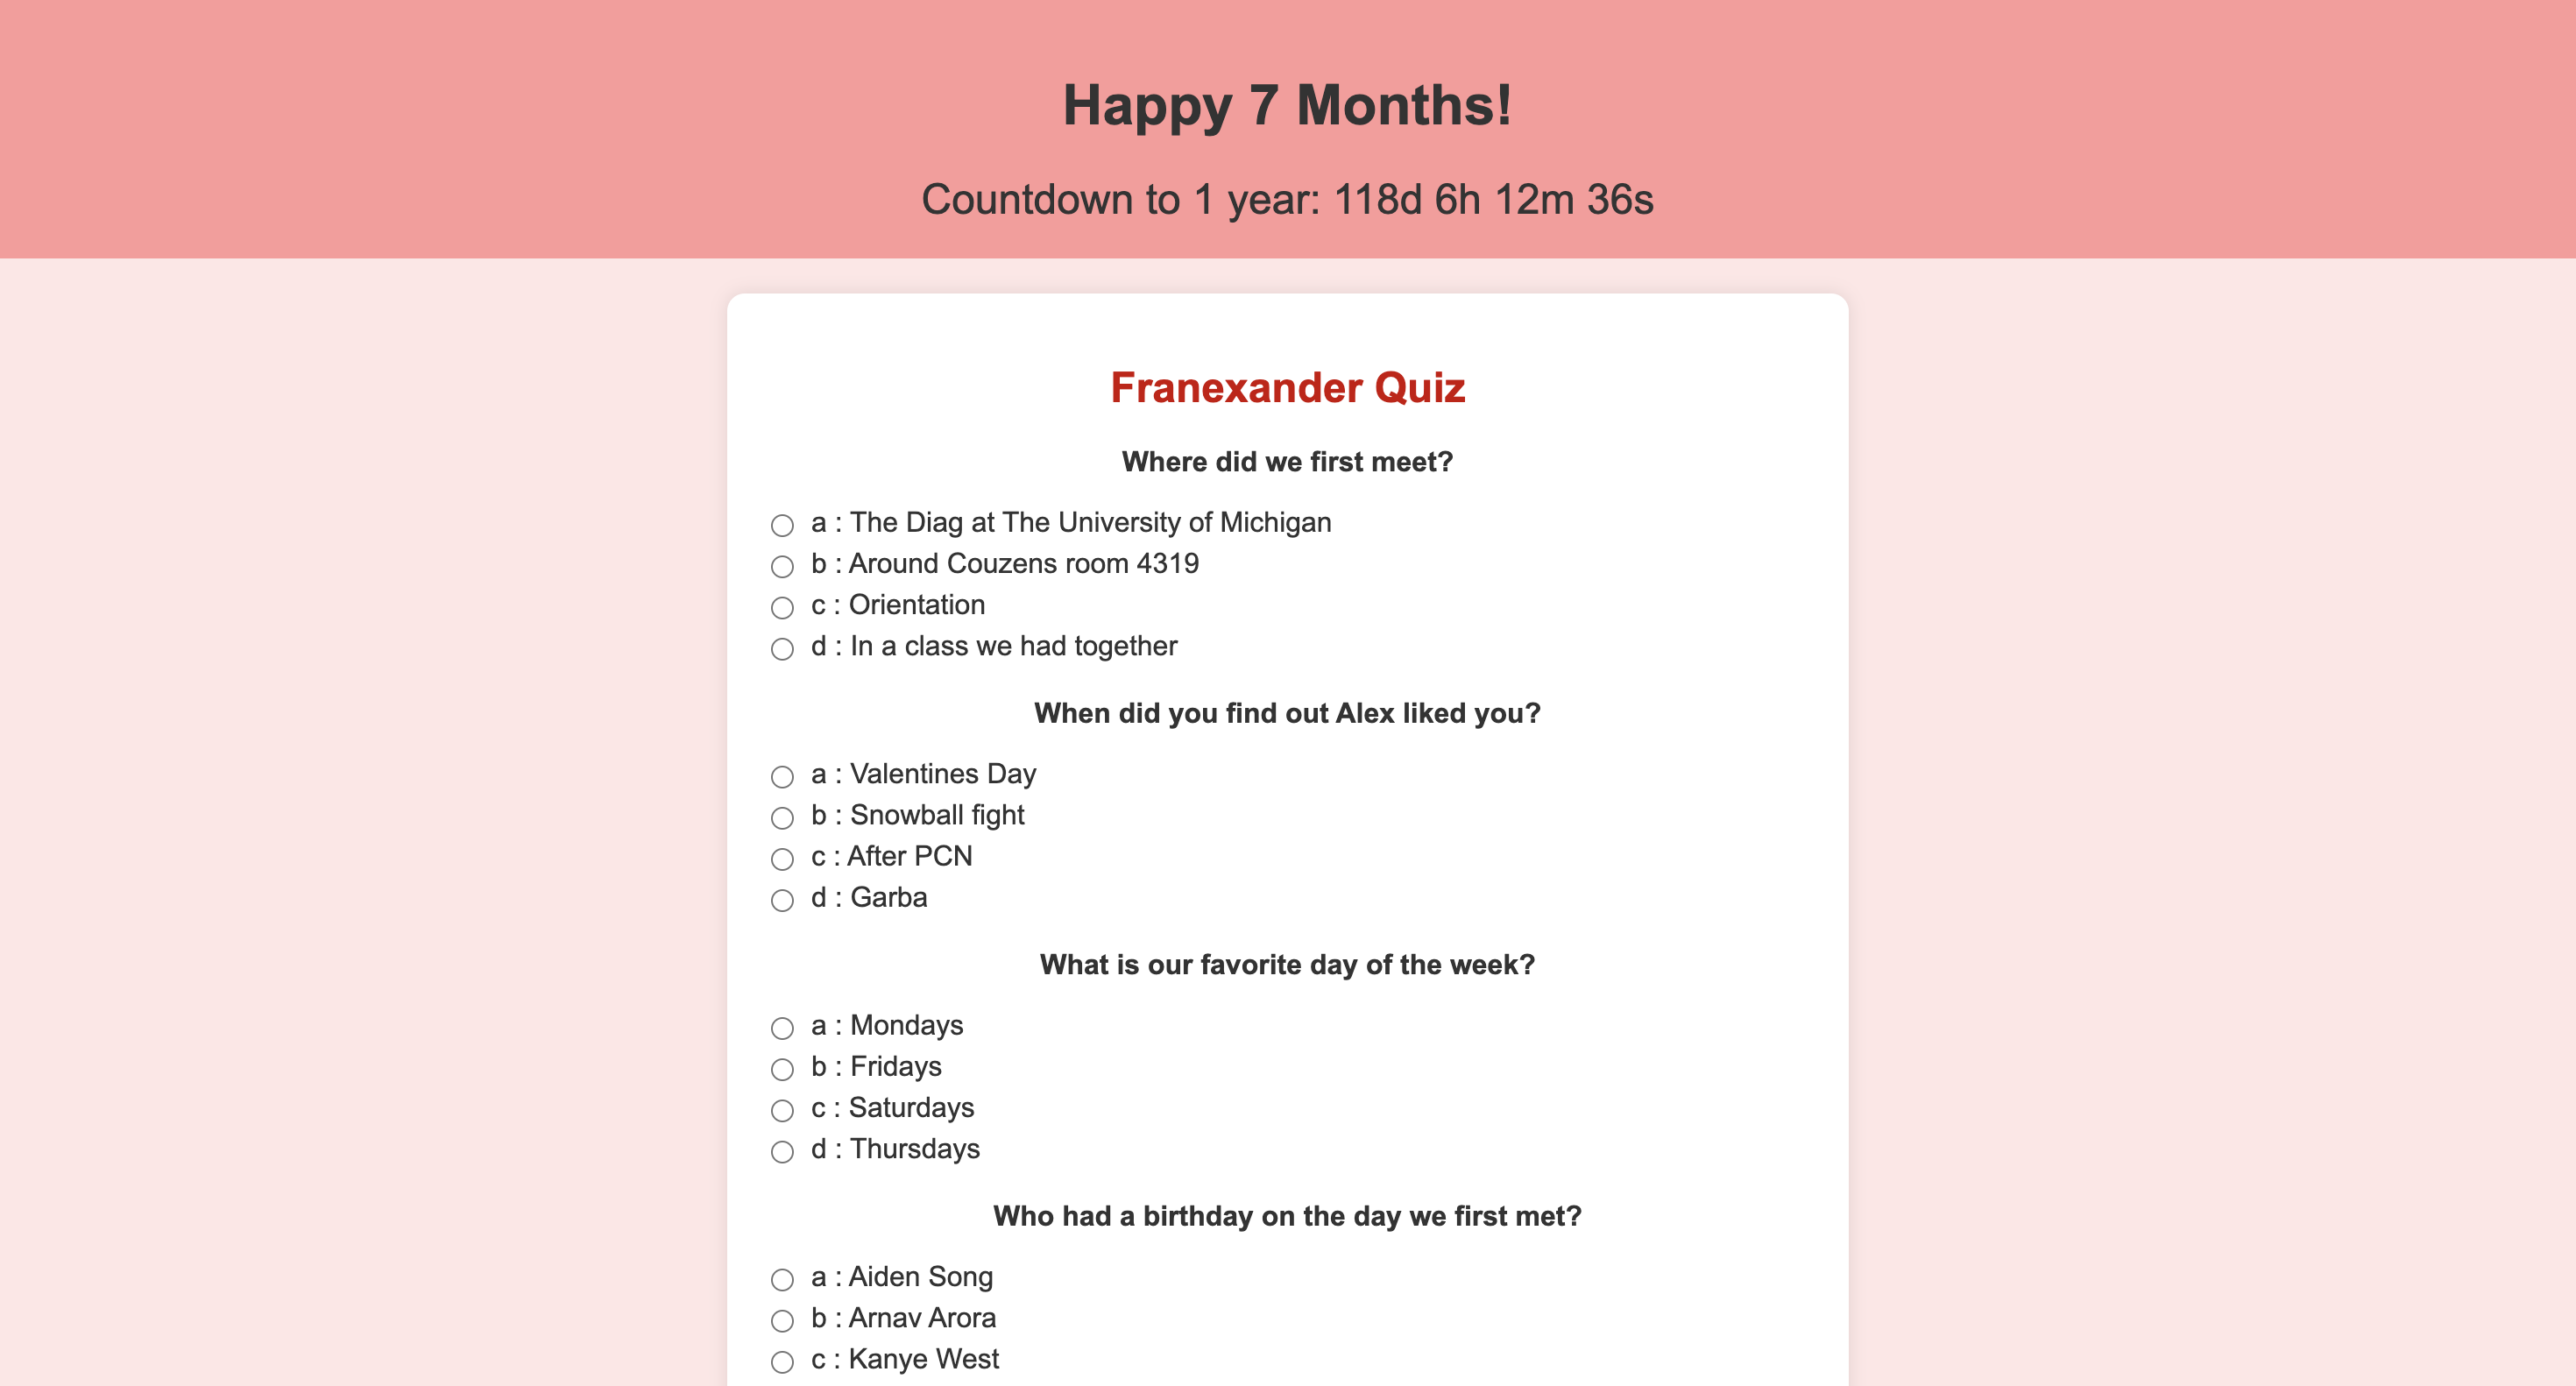 Happy 7 Months!
Countdown to 1 year: 118d 6h 12m 36s
Franexander Quiz
Where did we first meet?
a : The Diag at The University of Michigan
b : Around Couzens room 4319
c : Orientation
d : In a class we had together
When did you find out Alex liked you?
a : Valentines Day
b : Snowball fight
c : After PCN
d : Garba
What is our favorite day of the week?
a : Mondays
b : Fridays
c : Saturdays
d : Thursdays
Who had a birthday on the day we first met?
a : Aiden Song
b : Arnav Arora
c : Kanye West